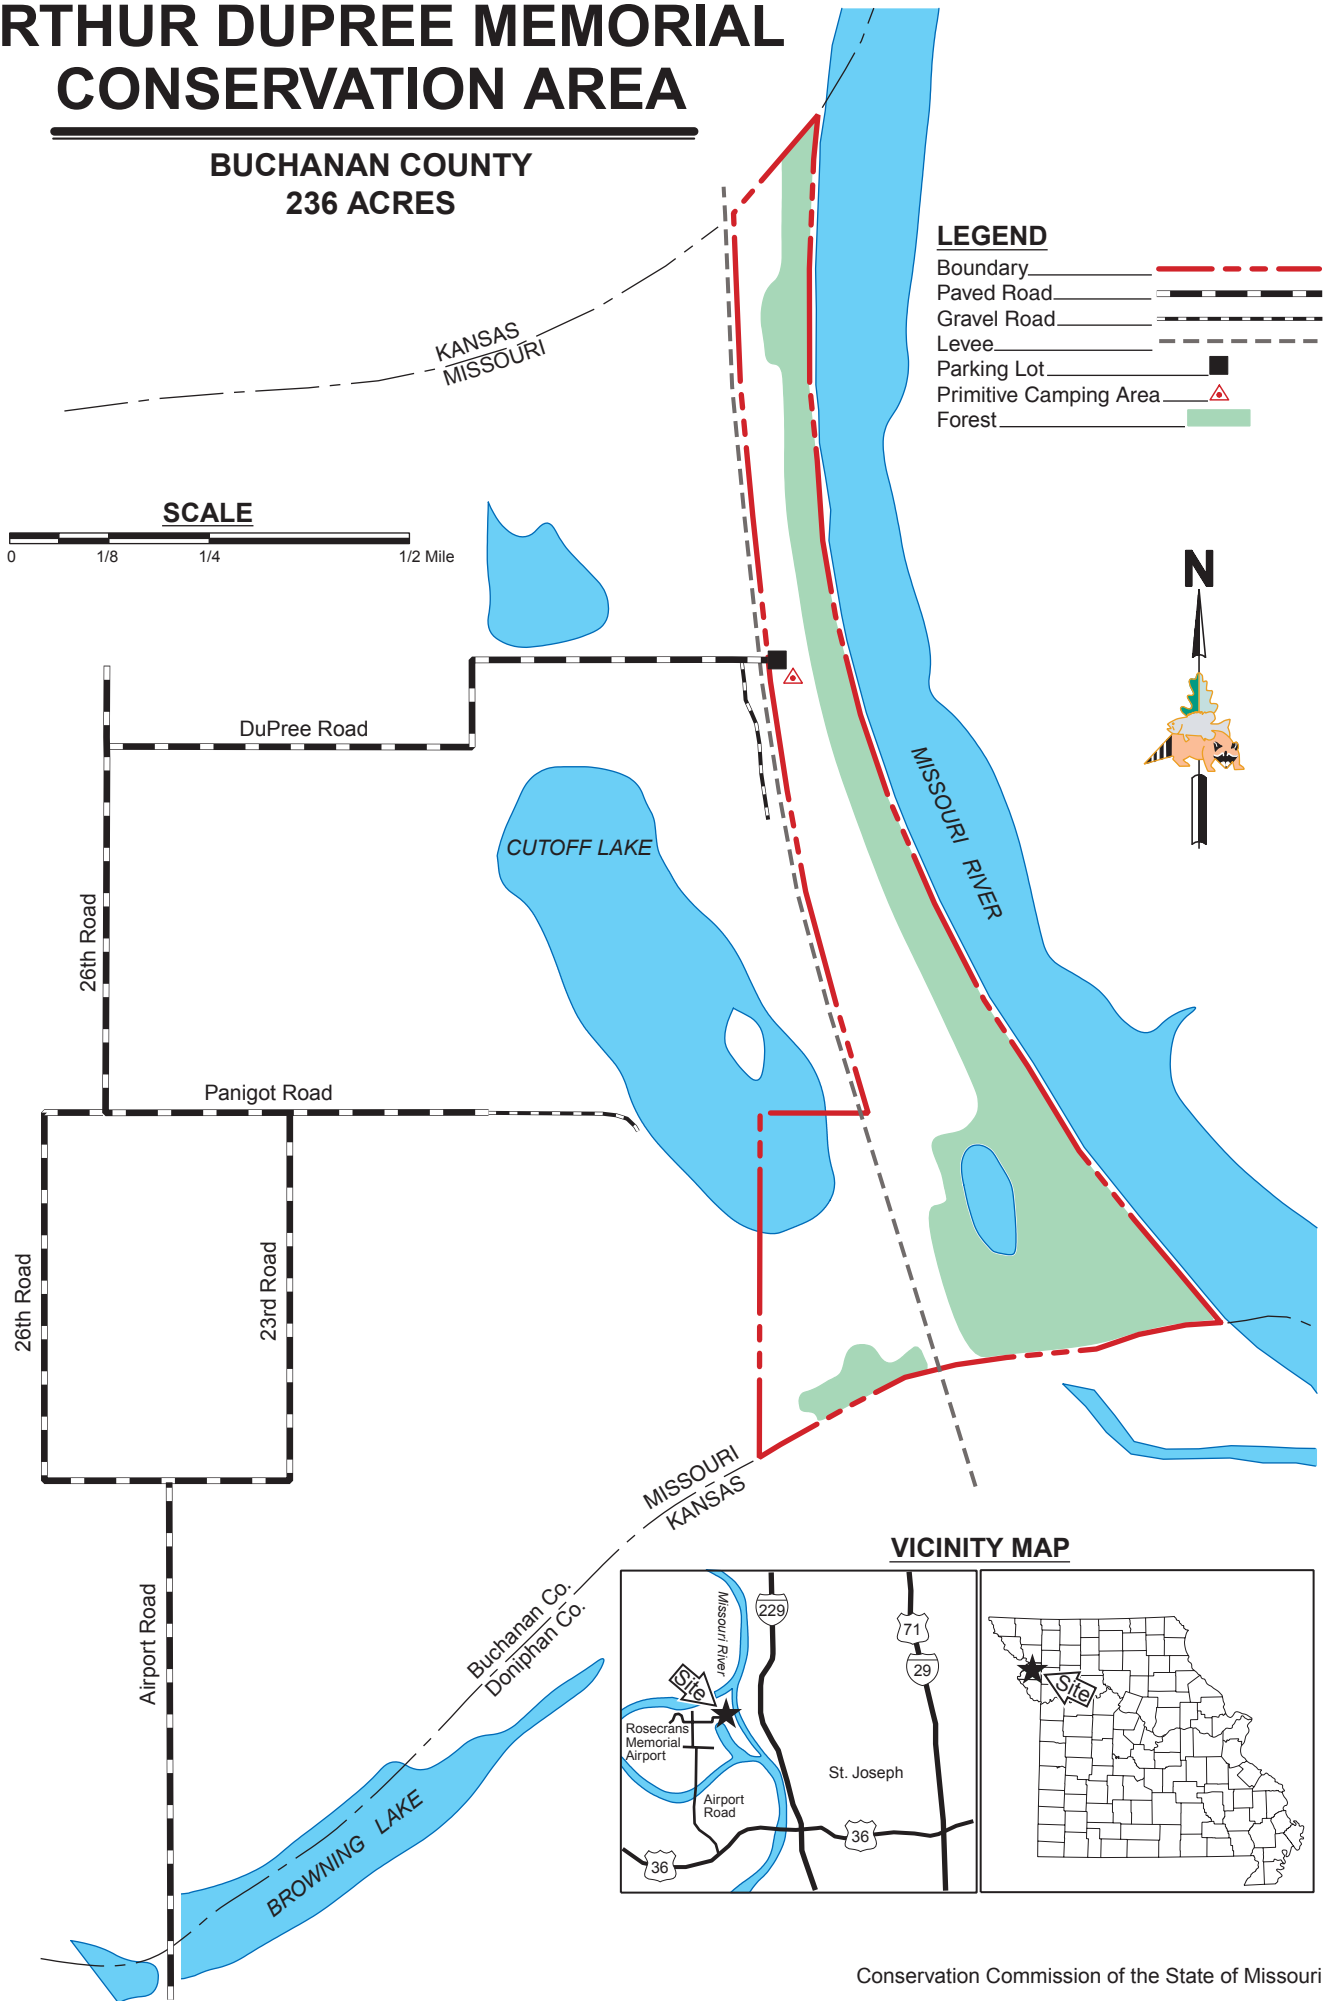 RTHUR DUPREE MEMORIAL
CONSERVATION AREA
BUCHANAN COUNTY
236 ACRES
LEGEND
Boundary
Paved Road
Gravel Road
Levee
Parking Lot
Primitive Camping Area
Forest
KANSAS
MISSOURI
SCALE
0 1/8 1/4 1/2 Mile
N
DuPree Road
MISSOURI RIVER
CUTOFF LAKE
26th Road
Panigot Road
26th Road
23rd Road
MISSOURI
KANSAS
Airport Road
Buchanan Co.
Doniphan Co.
BROWNING LAKE
VICINITY MAP
Missouri River
229
71
29
Site
Rosecrans
Memorial
Airport
St. Joseph
Airport
Road
36
36
Site
Conservation Commission of the State of Missouri